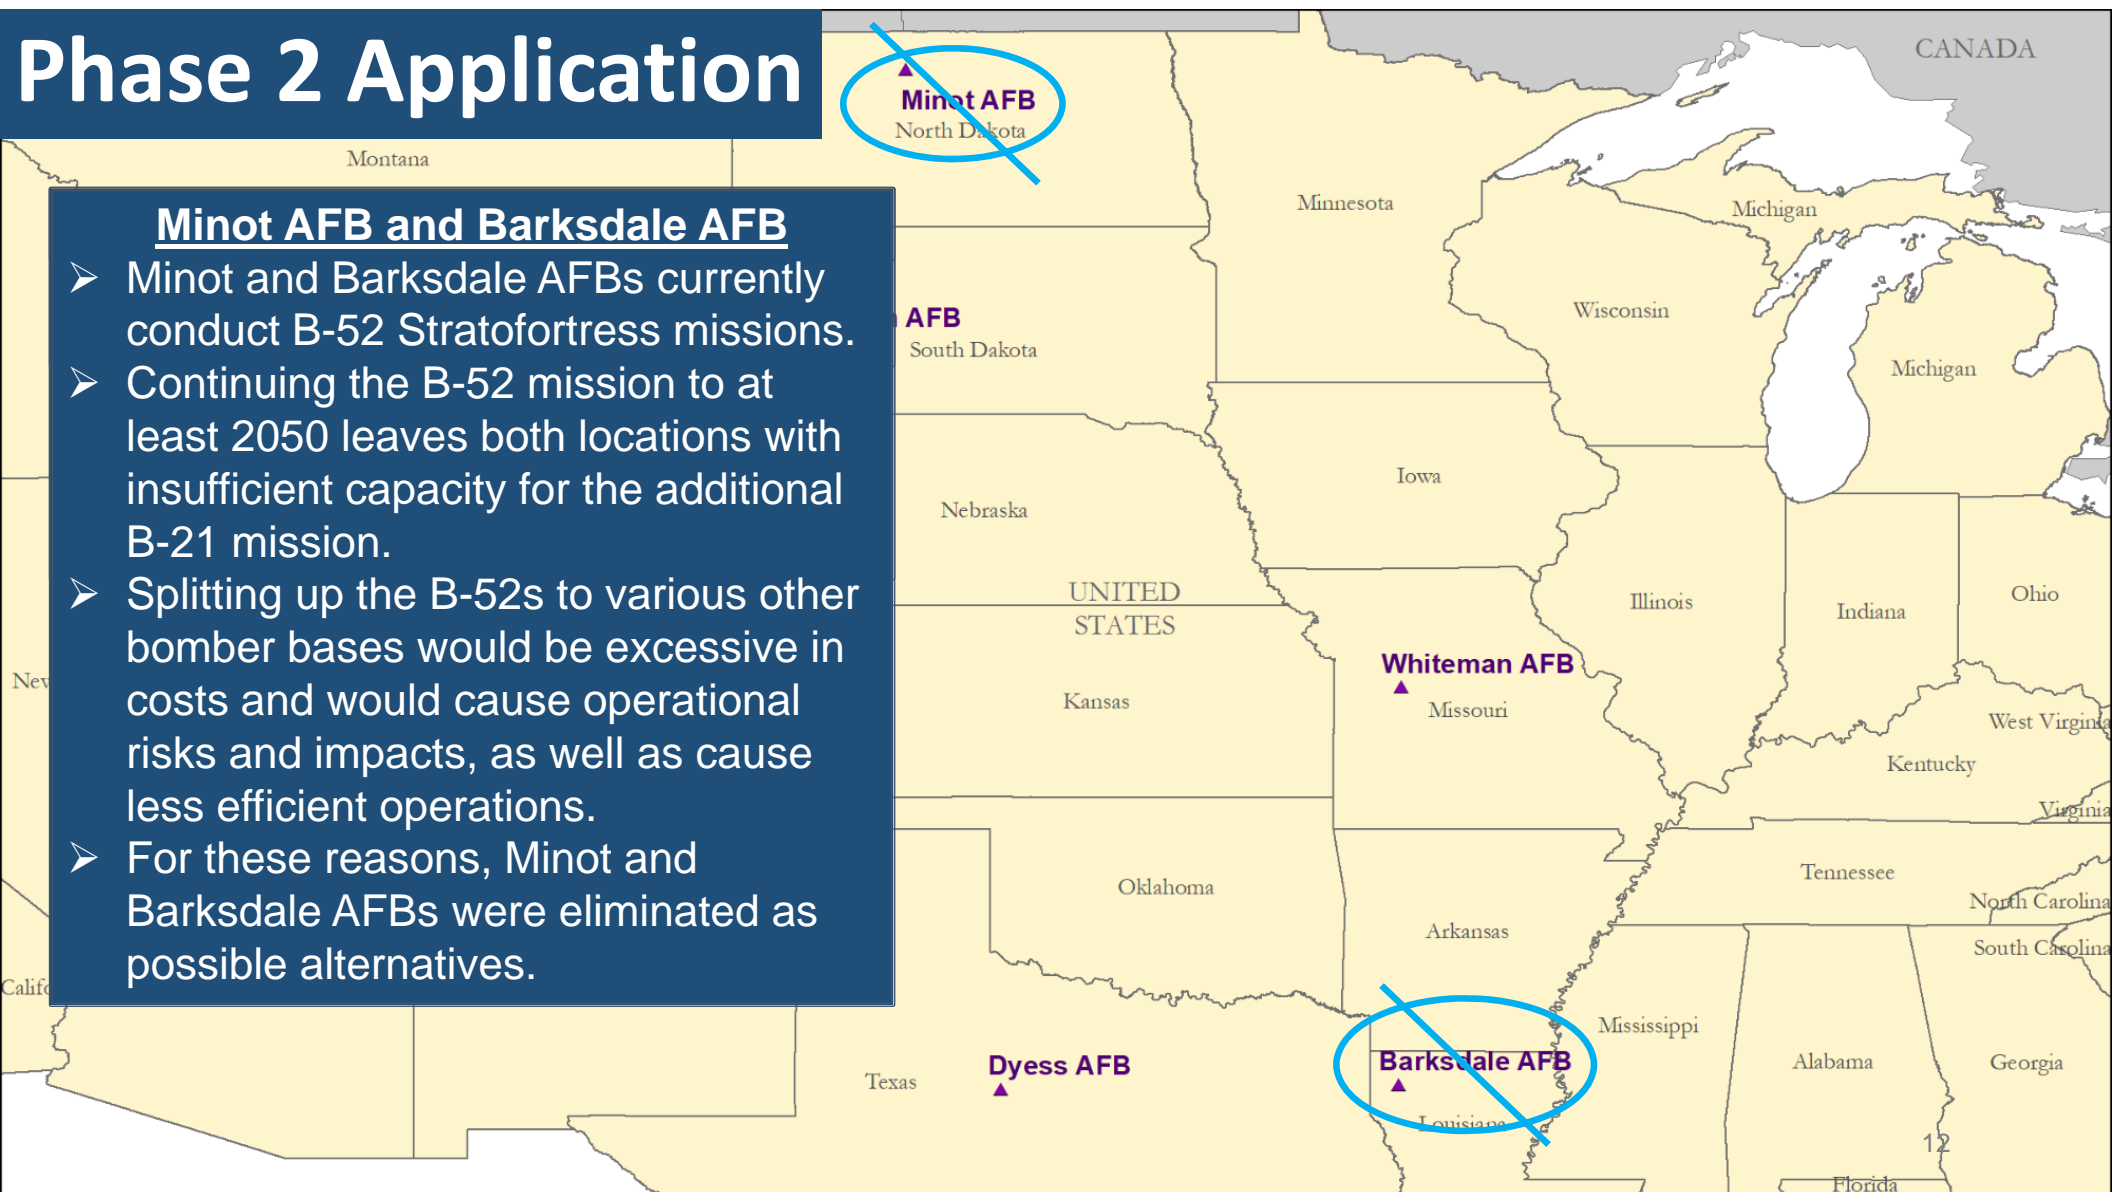 Phase 2 Application
CANADA
Minot AFB
North Dakota
Montana
Minnesota
Michigan
Minot AFB and Barksdale AFB
➢ Minot and Barksdale AFBs currently
conduct B-52 Stratofortress missions.
➢ Continuing the B-52 mission to at
least 2050 leaves both locations with
insufficient capacity for the additional
B-21 mission.
➢ Splitting up the B-52s to various other
bomber bases would be excessive in
costs and would cause operational
risks and impacts, as well as cause
less efficient operations.
➢ For these reasons, Minot and
Barksdale AFBs were eliminated as
possible alternatives.
AFB
South Dakota
Wisconsin
Michigan
Iowa
Nebraska
UNITED
STATES
Illinois
Indiana
Ohio
Whiteman AFB
Missouri
Kansas
West Virginia
Kentucky
Virginia
Tennessee
North Carolina
South Carolina
Oklahoma
Arkansas
Mississippi
Alabama
Georgia
Dyess AFB
Texas
Barksdale AFB
Louisiana
12
Florida